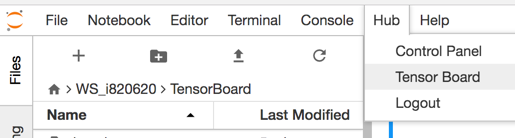 File Notebook Editor Terminal Console Hub Help
Control Panel
Tensor Board
Logout
Files
> WS_i820620 > TensorBoard
Name Last Modified